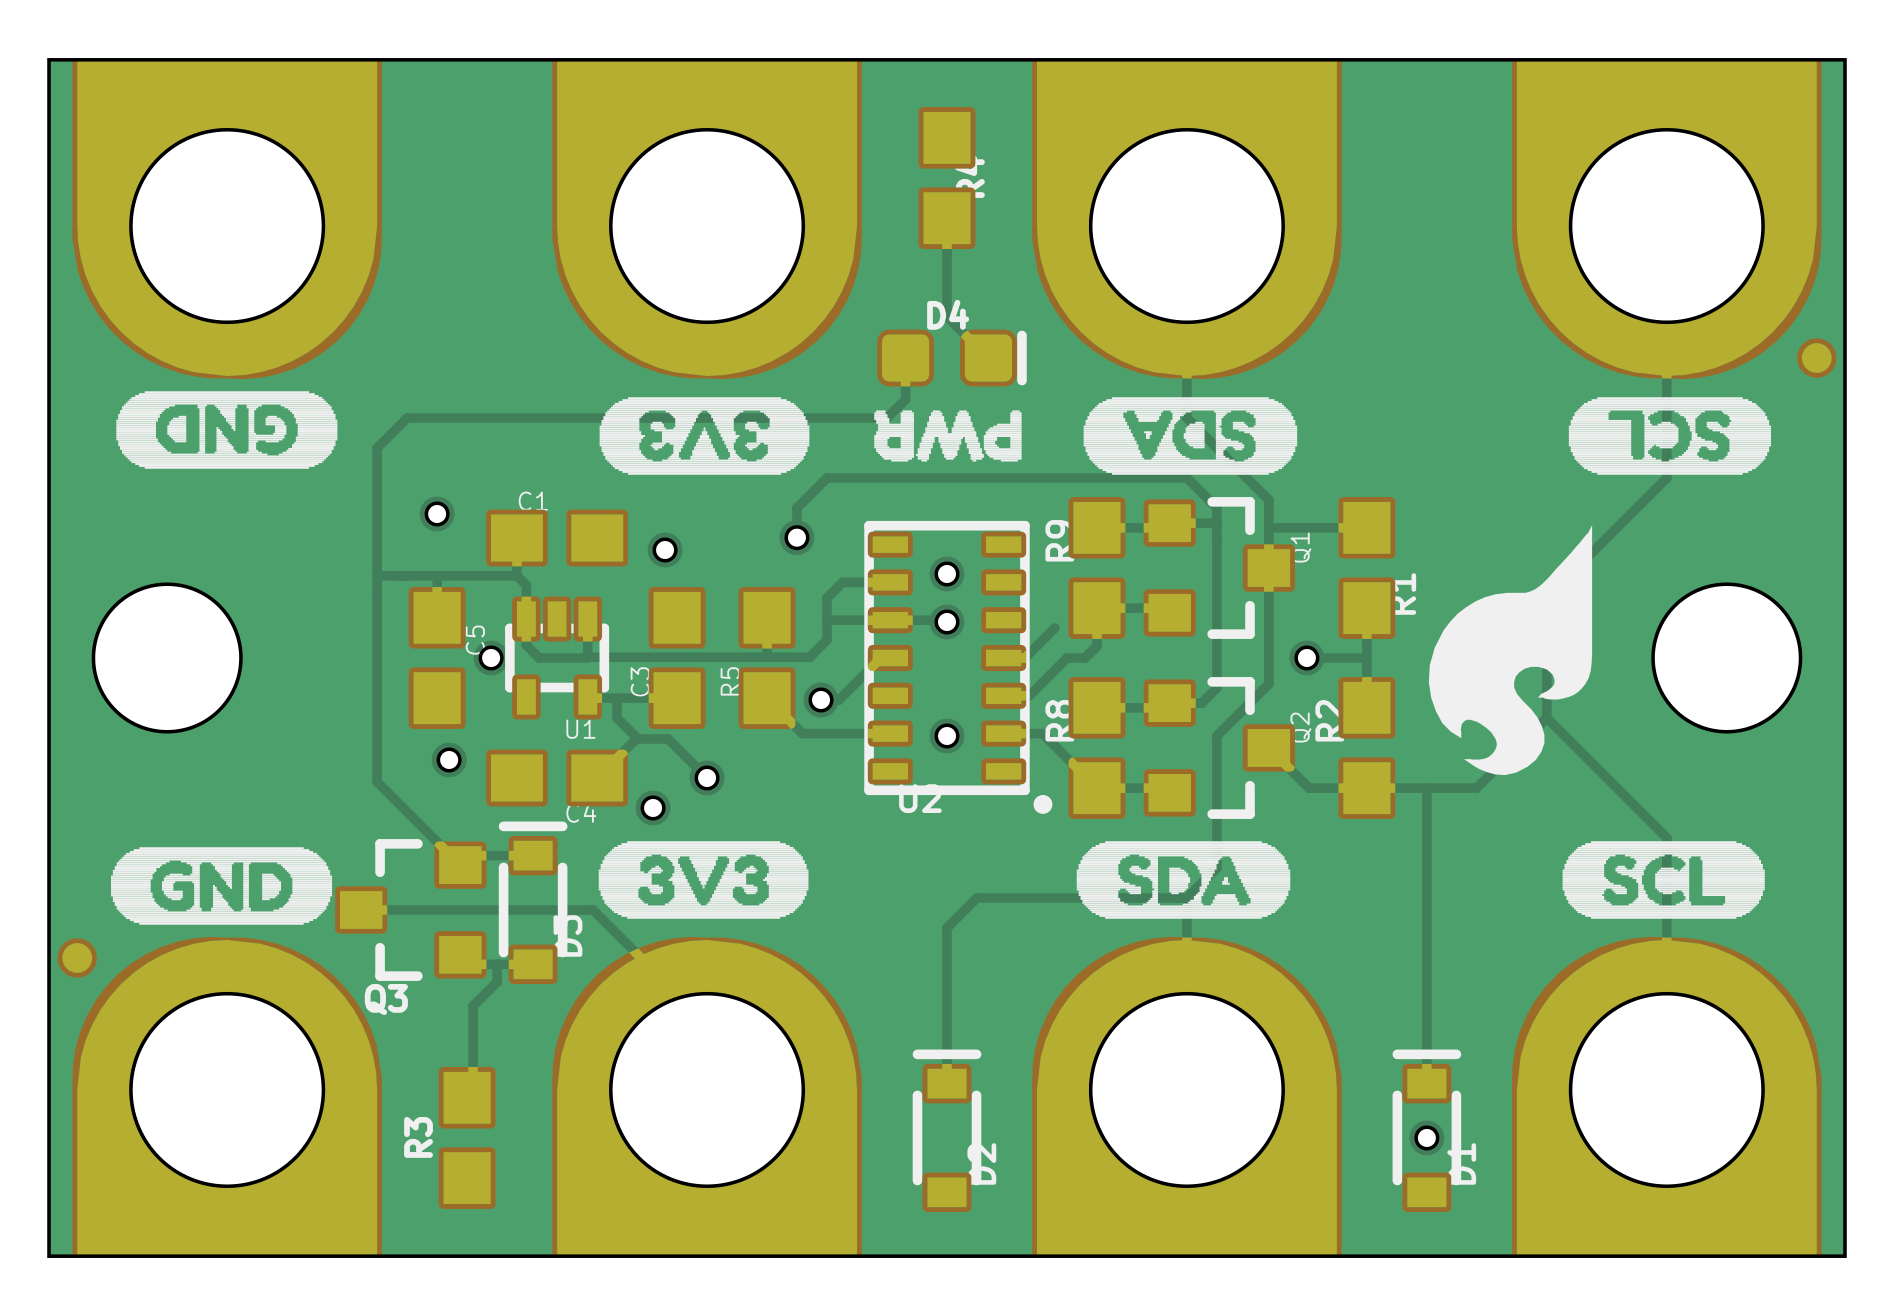 R4
D4
GND 3V3 PWR SDA SCL
C1
R9
Q1
R1
C5
C3
R5
U1
R8
Q2
R2
U2
C4
GND 3V3 SDA SCL
Q3
R3
D2
D1